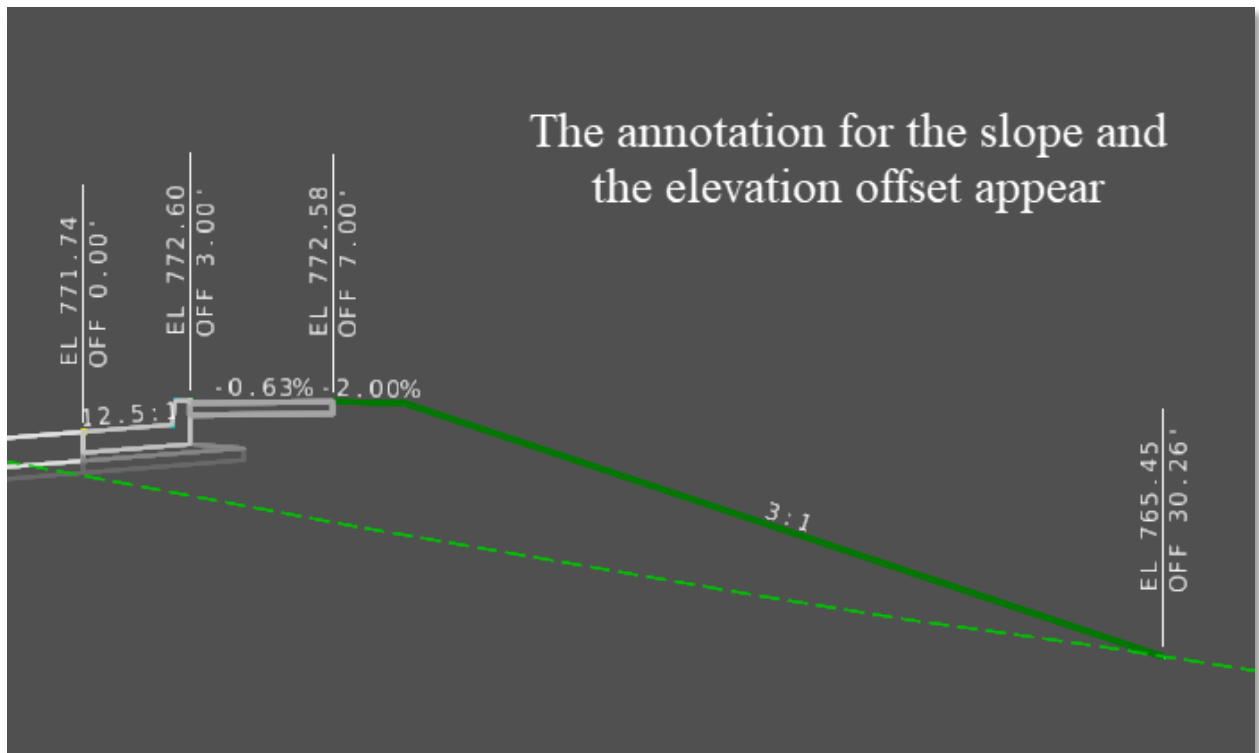 The annotation for the slope and
the elevation offset appear
EL 771.74
OFF 0.00'
EL 772.60
OFF 3.00'
EL 772.58
OFF 7.00'
12.5:1
-0.63%
-2.00%
3:1
EL 765.45
OFF 30.26'